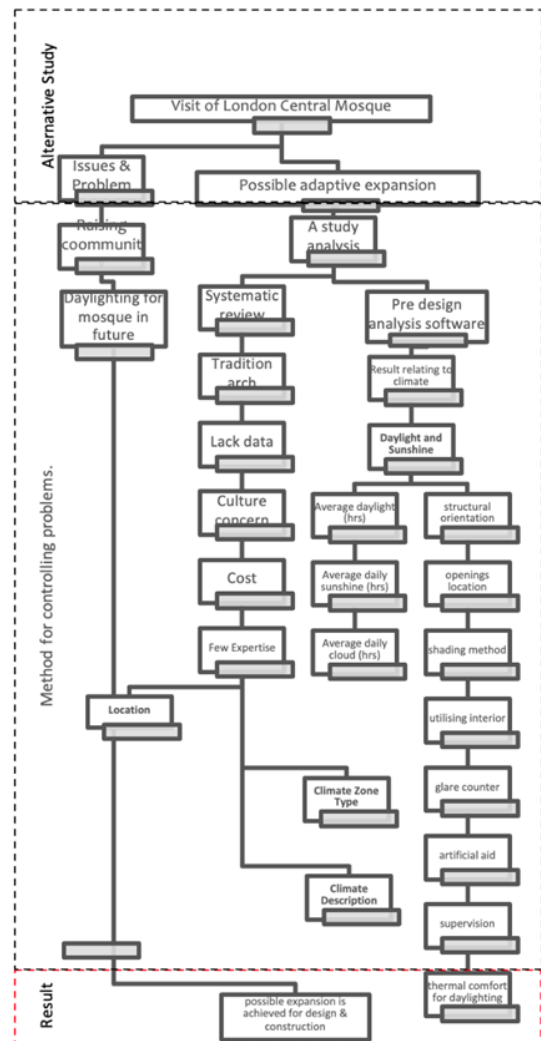 Alternative Study
Visit of London Central Mosque
Issues &
Problem
Possible adaptive expansion
Method for controlling problems.
Raising
coommunit
A study
analysis
Daylighting for
mosque in
future
Systematic
review
Pre design
analysis software
Tradition
arch
Result relating to
climate
Lack data
Daylight and
Sunshine
Culture
concern
Average daylight
(hrs)
structural
orientation
Cost
Average daily
sunshine (hrs)
openings
location
Few Expertise
Average daily
cloud (hrs)
shading method
Location
utilising interior
Climate Zone
Type
glare counter
artificial aid
Climate
Description
supervision
Result
thermal comfort
for daylighting
possible expansion is
achieved for design &
construction